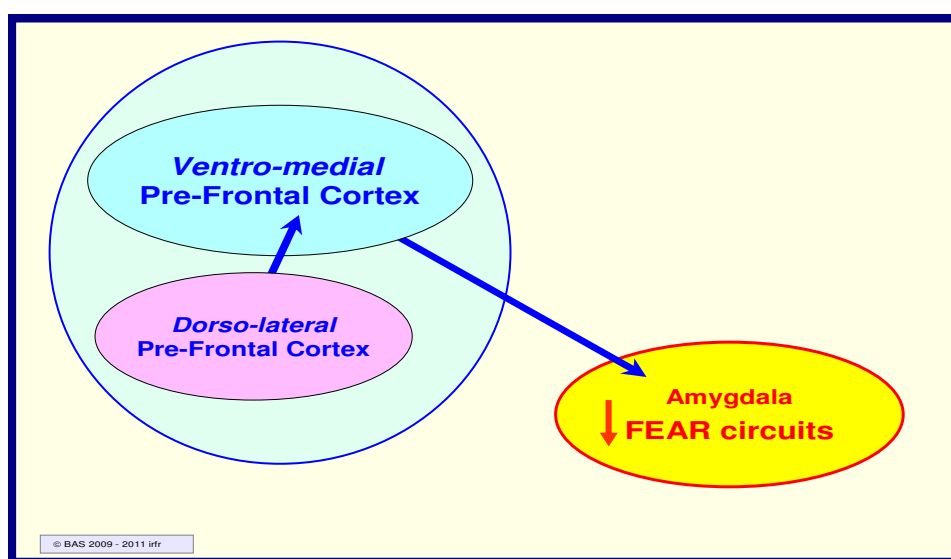 Ventro-medial
Pre-Frontal Cortex
Dorso-lateral
Pre-Frontal Cortex
Amygdala
FEAR circuits
© BAS 2009 - 2011 irfr